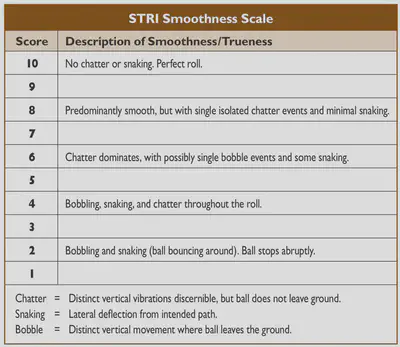 STRI Smoothness Scale
Score Description of Smoothness/Trueness
10 No chatter or snaking. Perfect roll.
9
8 Predominantly smooth, but with single isolated chatter events and minimal snaking.
7
6 Chatter dominates, with possibly single bobble events and some snaking.
5
4 Bobbling, snaking, and chatter throughout the roll.
3
2 Bobbling and snaking (ball bouncing around). Ball stops abruptly.
1
Chatter = Distinct vertical vibrations discernible, but ball does not leave ground.
Snaking = Lateral deflection from intended path.
Bobble = Distinct vertical movement where ball leaves the ground.